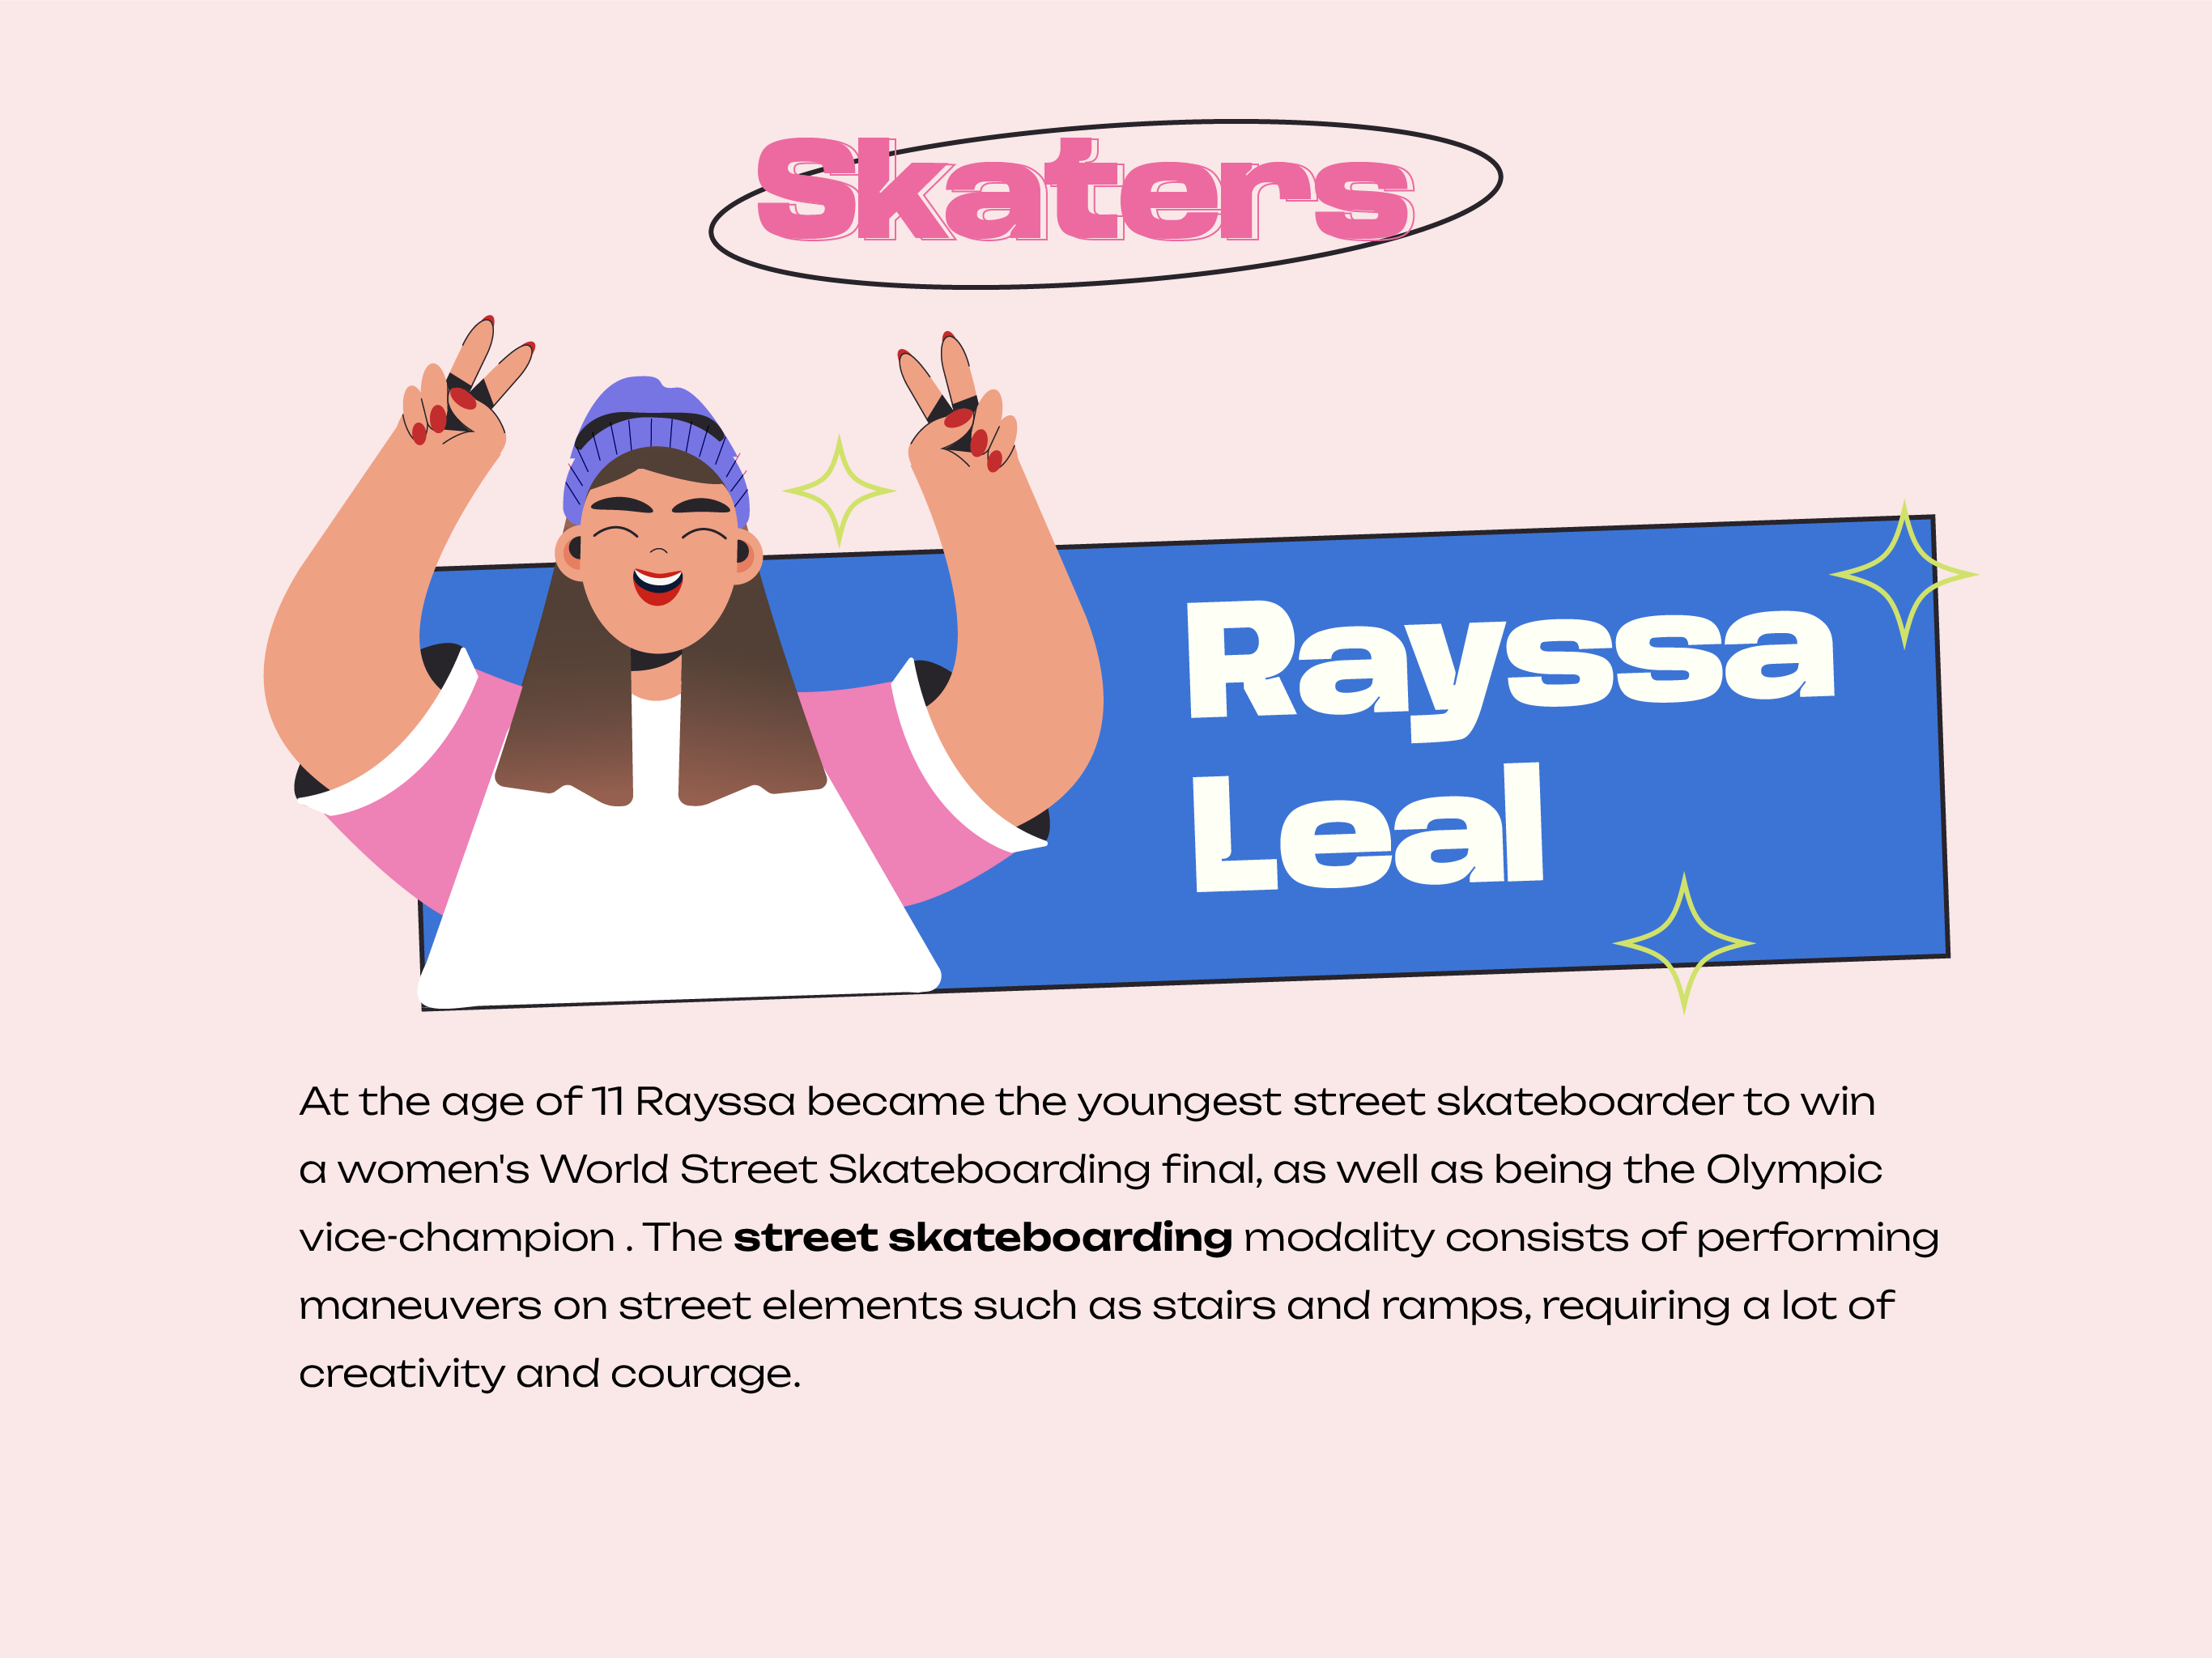 Skaters
Rayssa
Leal
At the age of 11 Rayssa became the youngest street skateboarder to win
a women's World Street Skateboarding final, as well as being the Olympic
vice-champion . The street skateboarding modality consists of performing
maneuvers on street elements such as stairs and ramps, requiring a lot of
creativity and courage.